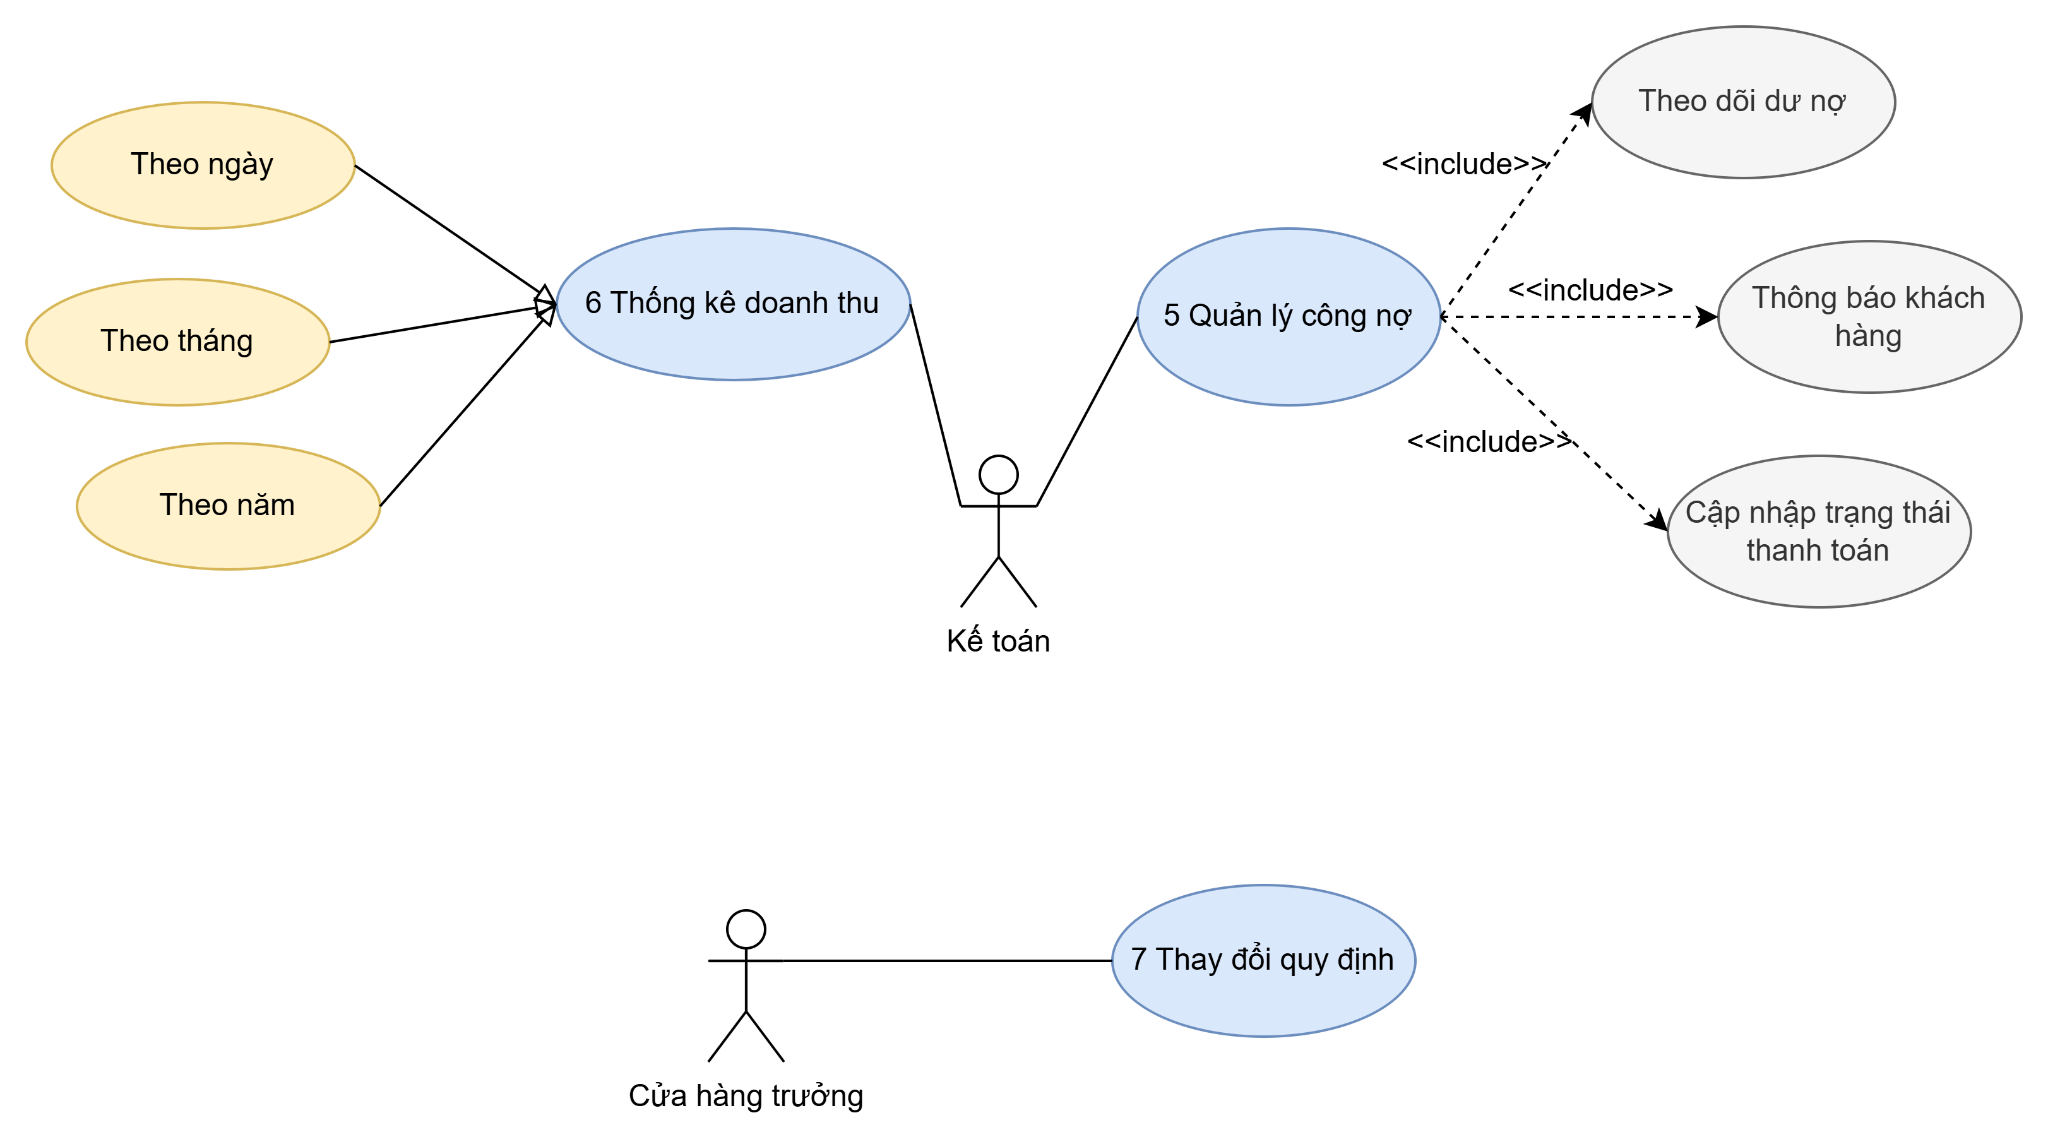 Theo dõi dư nợ
Theo ngày
<<include>>
<<include>>
Thông báo khách
hàng
6 Thống kê doanh thu
5 Quản lý công nợ
Theo tháng
<<include>>
Theo năm
Cập nhập trạng thái
thanh toán
Kế toán
7 Thay đổi quy định
Cửa hàng trưởng